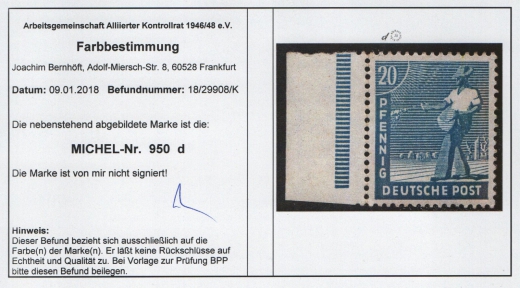 Arbeitsgemeinschaft Alliierter Kontrollrat 1946/48 e.V.
Farbbestimmung
Joachim Bernhöft, Adolf-Miersch-Str. 8, 60528 Frankfurt
Datum: 09.01.2018 Befundnummer: 18/29908/K
Die nebenstehend abgebildete Marke ist die:
MICHEL-Nr. 950 d
Die Marke ist von mir nicht signiert!
Hinweis:
Dieser Befund bezieht sich ausschließlich auf die
Farbe(n) der Marke(n). Er läßt keine Rückschlüsse auf
Echtheit und Qualität zu. Bei Vorlage zur Prüfung BPP
bitte diesen Befund beilegen.
d
20
PFENNIG
DEUTSCHE POST